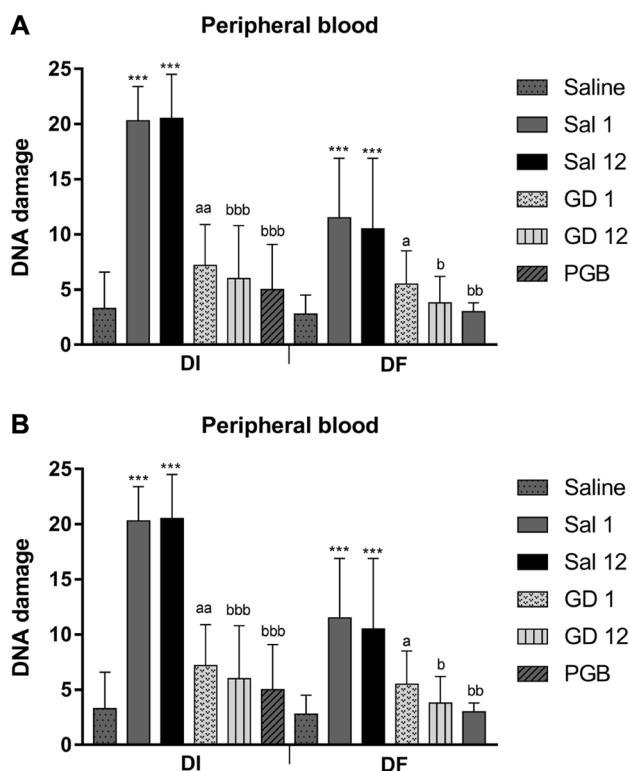 A
Peripheral blood
DNA damage
25
20
15
10
5
0
*** ***
aa bbb bbb
*** ***
a b bb
DI DF
Saline
Sal 1
Sal 12
GD 1
GD 12
PGB
B
Peripheral blood
DNA damage
25
20
15
10
5
0
*** ***
aa bbb bbb
*** ***
a b bb
DI DF
Saline
Sal 1
Sal 12
GD 1
GD 12
PGB